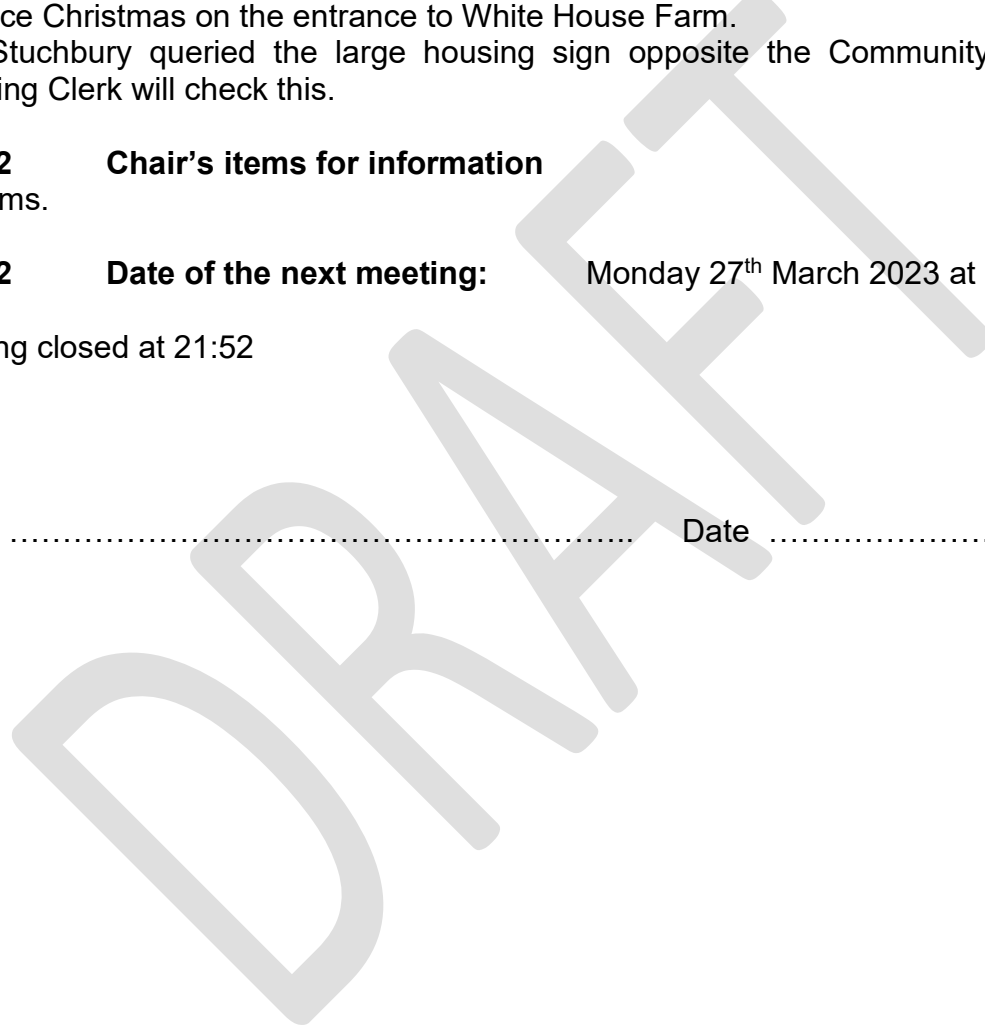 ce Christmas on the entrance to White House Farm.
Stuchbury queried the large housing sign opposite the Community
ing Clerk will check this.
2 Chair's items for information
ms.
2 Date of the next meeting: Monday 27th March 2023 at
ng closed at 21:52
………………………………………………….. Date …………………
DRAFT